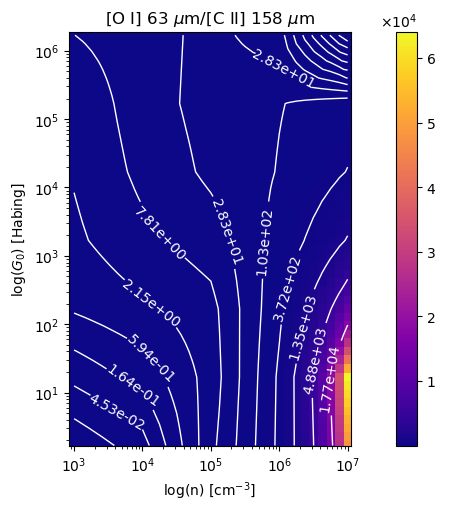 [O I] 63 μm/[C II] 158 μm
×10⁴
log(G₀) [Habing]
10⁶
10⁵
10⁴
10³
10²
10¹
2.83e+01
7.81e+00
2.83e+01
1.03e+02
2.15e+00
3.72e+02
5.94e-01
1.35e+03
1.64e-01
4.88e+03
4.53e-02
1.77e+04
6
5
4
3
2
1
10³
10⁴
10⁵
10⁶
10⁷
log(n) [cm⁻³]